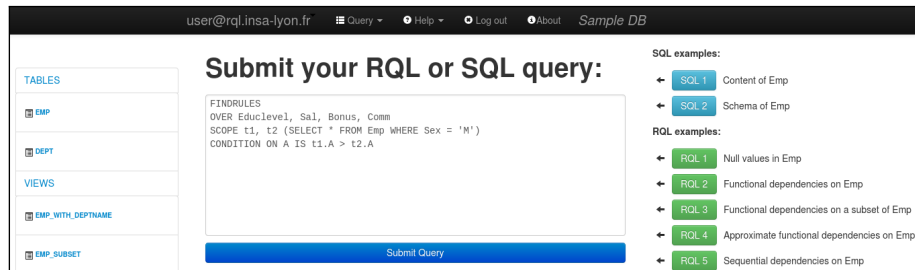 user@rql.insa-lyon.fr Query Help Log out About Sample DB
TABLES
EMP
DEPT
VIEWS
EMP_WITH_DEPTNAME
EMP_SUBSET
Submit your RQL or SQL query:
FINDRULES
OVER Educlevel, Sal, Bonus, Comm
SCOPE t1, t2 (SELECT * FROM Emp WHERE Sex = 'M')
CONDITION ON A IS t1.A > t2.A
Submit Query
SQL examples:
SQL 1 Content of Emp
SQL 2 Schema of Emp
RQL examples:
RQL 1 Null values in Emp
RQL 2 Functional dependencies on Emp
RQL 3 Functional dependencies on a subset of Emp
RQL 4 Approximate functional dependencies on Emp
RQL 5 Sequential dependencies on Emp